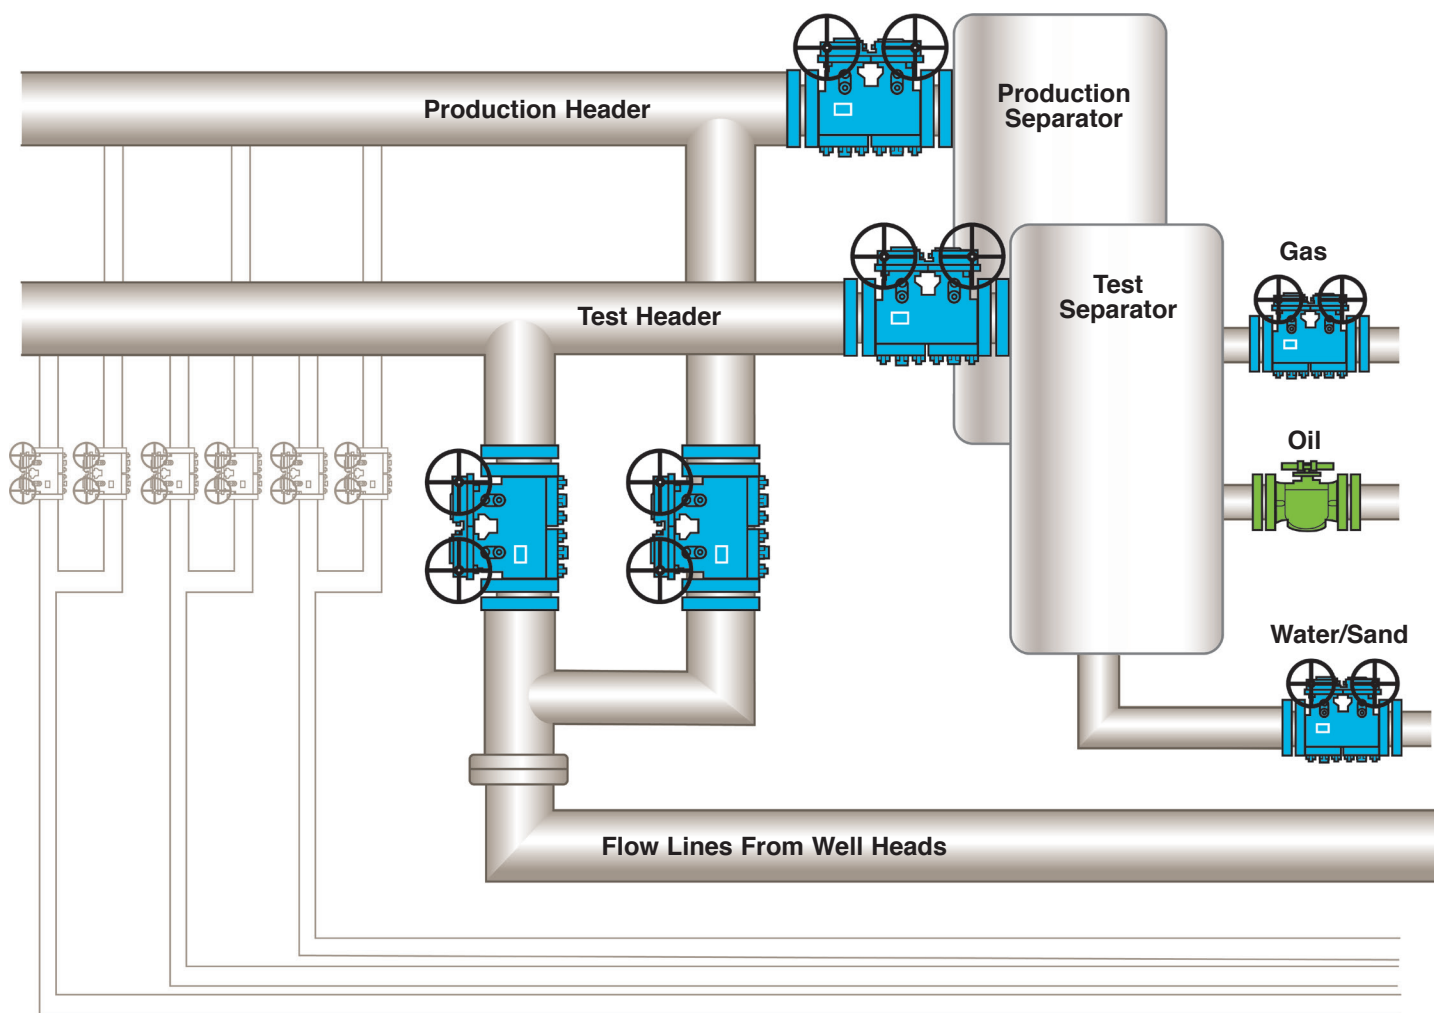 Production Header
Production
Separator
Test Header
Test
Separator
Gas
Oil
Water/Sand
Flow Lines From Well Heads